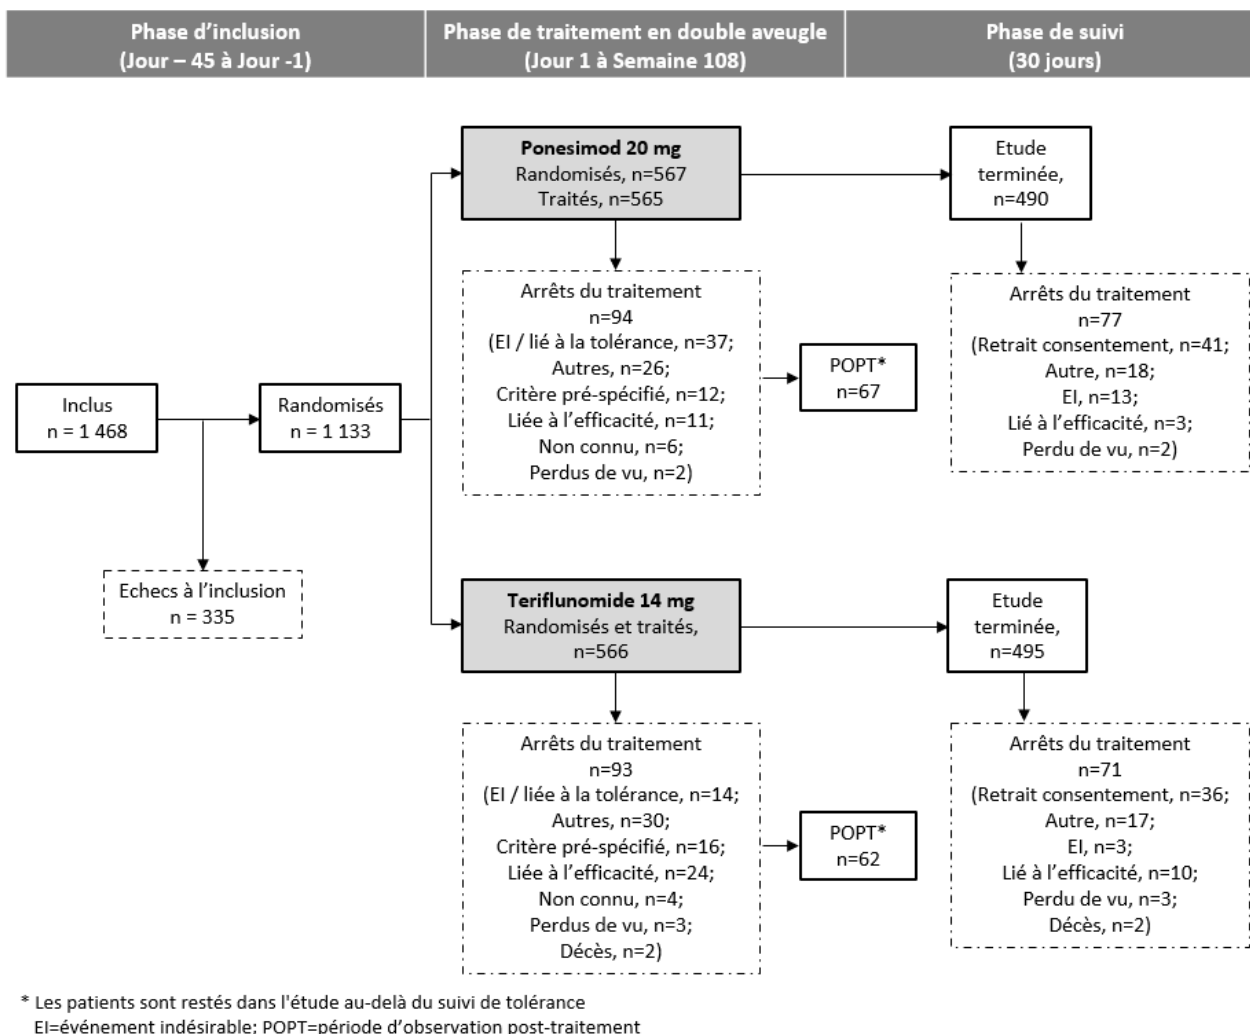 Phase d'inclusion
(Jour – 45 à Jour -1)
Phase de traitement en double aveugle
(Jour 1 à Semaine 108)
Phase de suivi
(30 jours)
Ponesimod 20 mg
Randomisés, n=567
Traités, n=565
Etude
terminée,
n=490
Arrêts du traitement
n=94
(EI / lié à la tolérance, n=37;
Autres, n=26;
Critère pré-spécifié, n=12;
Liée à l'efficacité, n=11;
Non connu, n=6;
Perdus de vu, n=2)
POPT*
n=67
Arrêts du traitement
n=77
(Retrait consentement, n=41;
Autre, n=18;
EI, n=13;
Lié à l'efficacité, n=3;
Perdu de vu, n=2)
Inclus
n = 1 468
Randomisés
n = 1 133
Echecs à l'inclusion
n = 335
Teriflunomide 14 mg
Randomisés et traités,
n=566
Etude
terminée,
n=495
Arrêts du traitement
n=93
(EI / liée à la tolérance, n=14;
Autres, n=30;
Critère pré-spécifié, n=16;
Liée à l'efficacité, n=24;
Non connu, n=4;
Perdus de vu, n=3;
Décès, n=2)
POPT*
n=62
Arrêts du traitement
n=71
(Retrait consentement, n=36;
Autre, n=17;
EI, n=3;
Lié à l'efficacité, n=10;
Perdu de vu, n=3;
Décès, n=2)
* Les patients sont restés dans l'étude au-delà du suivi de tolérance
EI=événement indésirable; POPT=période d'observation post-traitement